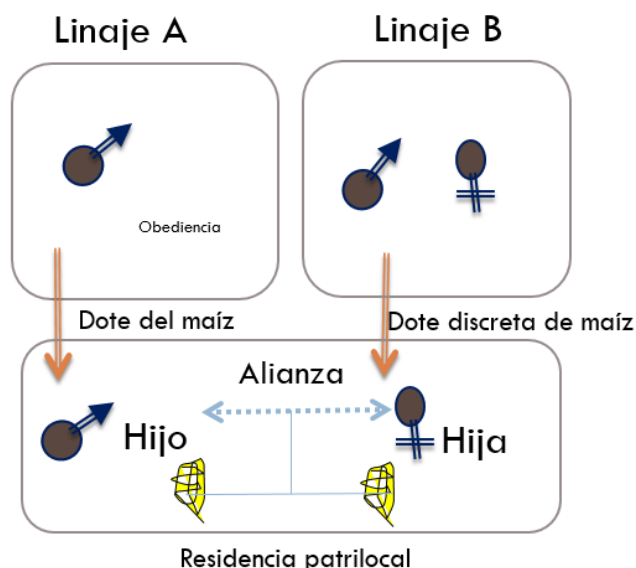 Linaje A
Linaje B
Obediencia
Dote del maíz
Dote discreta de maíz
Alianza
Hijo
Hija
Residencia patrilocal